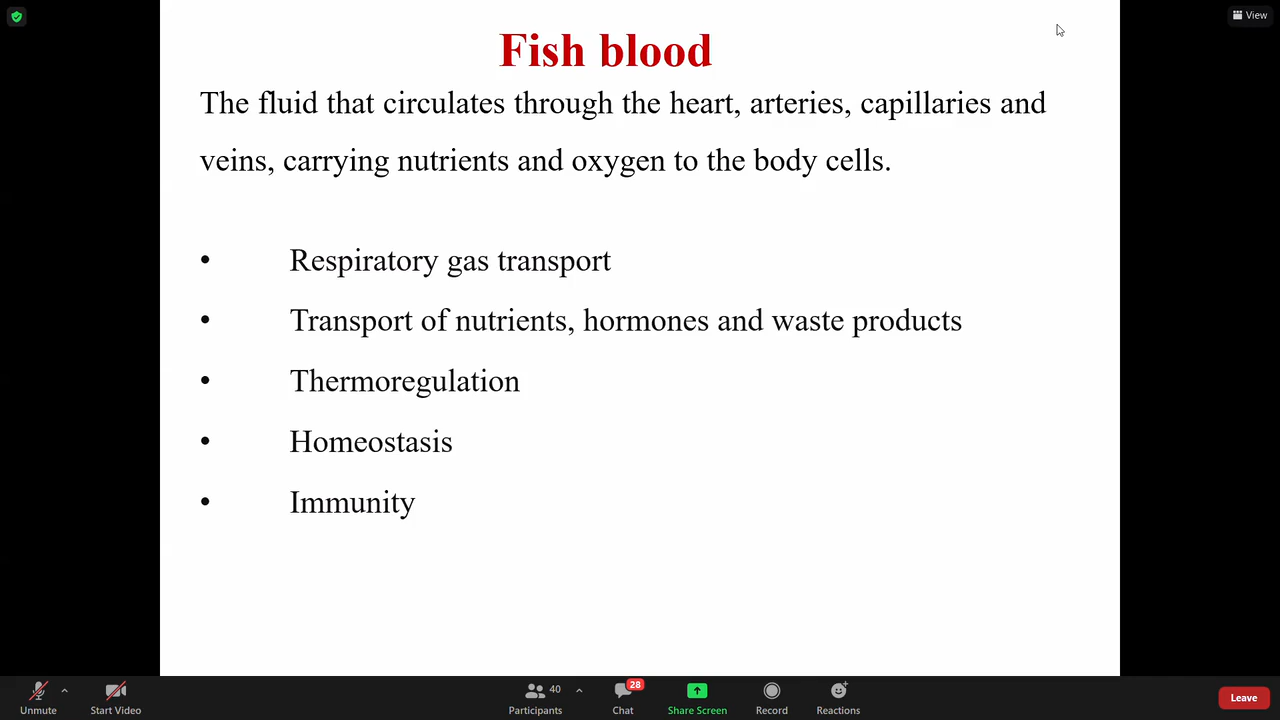 View
Fish blood
The fluid that circulates through the heart, arteries, capillaries and
veins, carrying nutrients and oxygen to the body cells.
• Respiratory gas transport
• Transport of nutrients, hormones and waste products
• Thermoregulation
• Homeostasis
• Immunity
Unmute
Start Video
40
Participants
28
Chat
Share Screen
Record
Reactions
Leave